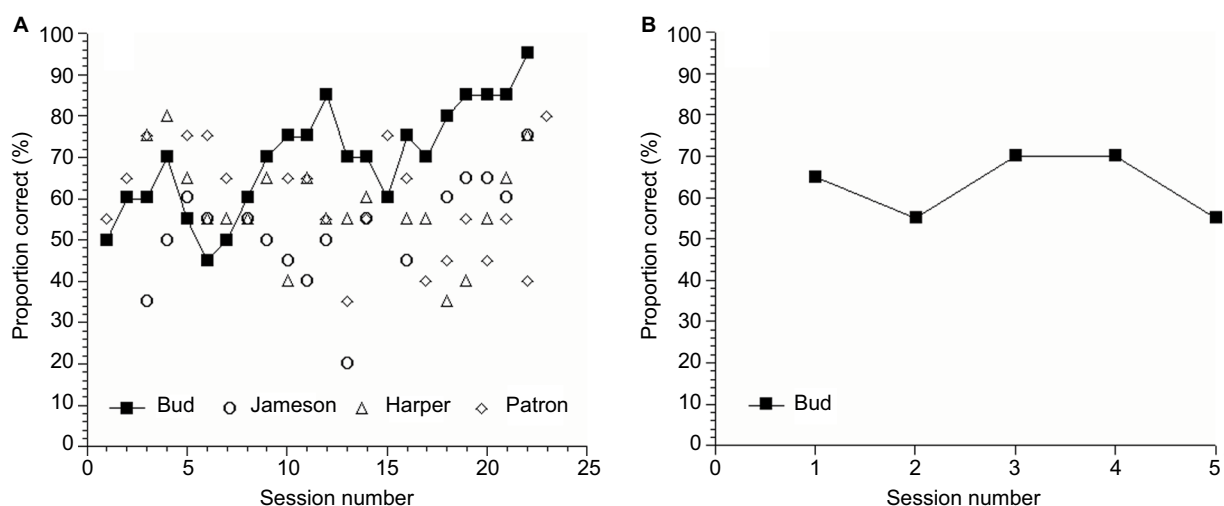 A
100
90
80
70
60
50
40
30
20
10
0
Proportion correct (%)
Bud Jameson Harper Patron
0 5 10 15 20 25
Session number
B
100
90
80
70
60
50
40
30
20
10
0
Proportion correct (%)
Bud
0 1 2 3 4 5
Session number